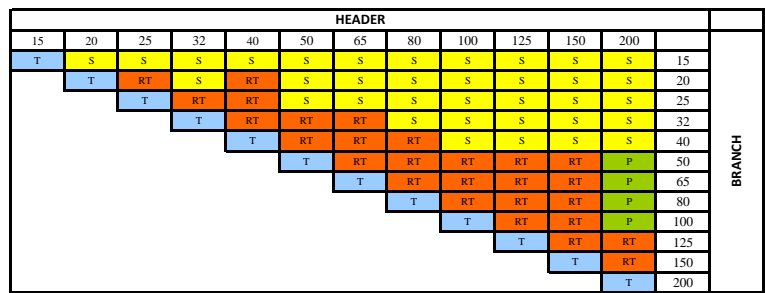 HEADER
15 20 25 32 40 50 65 80 100 125 150 200
T S S S S S S S S S S S 15
T RT S RT S S S S S S S 20
T RT RT S S S S S S S 25
T RT RT RT S S S S S 32
T RT RT RT S S S S 40
T RT RT RT RT RT P 50
T RT RT RT RT P 65
T RT RT RT P 80
T RT RT P 100
T RT RT 125
T RT 150
T 200
BRANCH